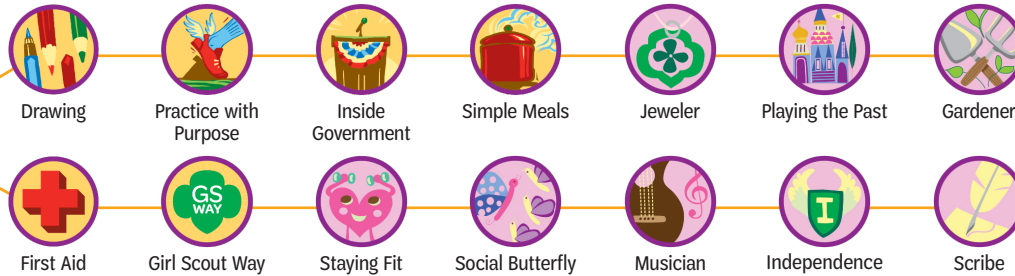 Drawing
Practice with
Purpose
Inside
Government
Simple Meals
Jeweler
Playing the Past
Gardener
GS
WAY
I
First Aid
Girl Scout Way
Staying Fit
Social Butterfly
Musician
Independence
Scribe